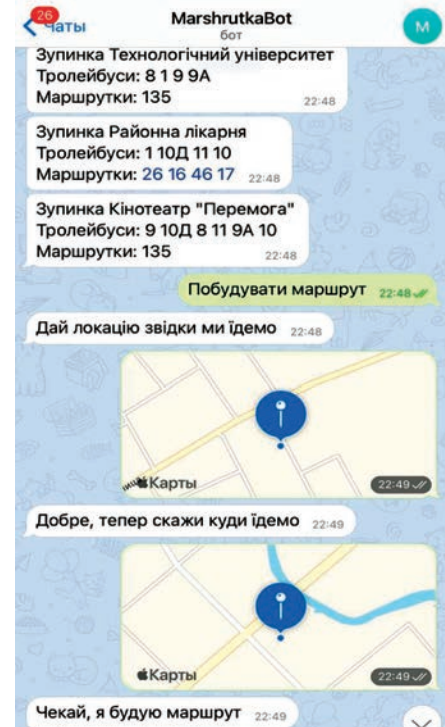 26
Чаты
MarshrutkaBot
бот
М
Зупинка Технологічний університет
Тролейбуси: 8 1 9 9А
Маршрутки: 135
22:48
Зупинка Районна лікарня
Тролейбуси: 1 10Д 11 10
Маршрутки: 26 16 46 17 22:48
Зупинка Кінотеатр "Перемога"
Тролейбуси: 9 10Д 8 11 9А 10
Маршрутки: 135
22:48
Побудувати маршрут 22:48
Дай локацію звідки ми їдемо 22:48
Карты 22:49
Добре, тепер скажи куди їдемо 22:49
Карты 22:49
Чекай, я будую маршрут 22:49